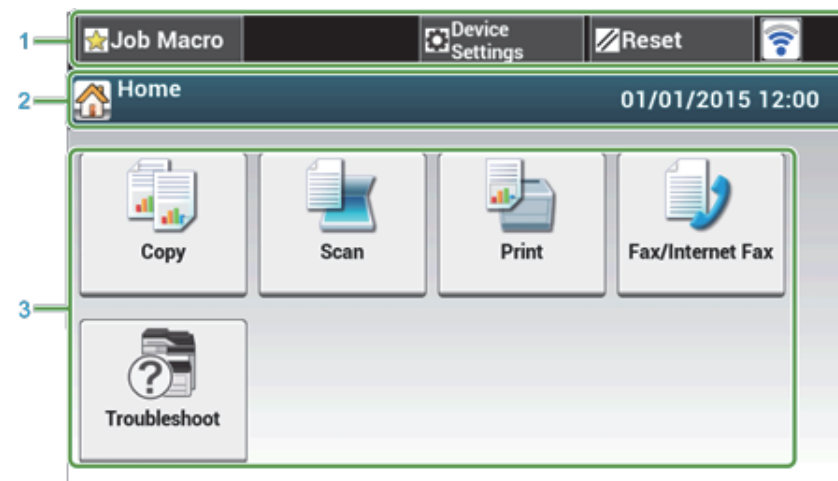 1
Job Macro
Device
Settings
Reset
2
Home
01/01/2015 12:00
3
Copy
Scan
Print
Fax/Internet Fax
?
Troubleshoot